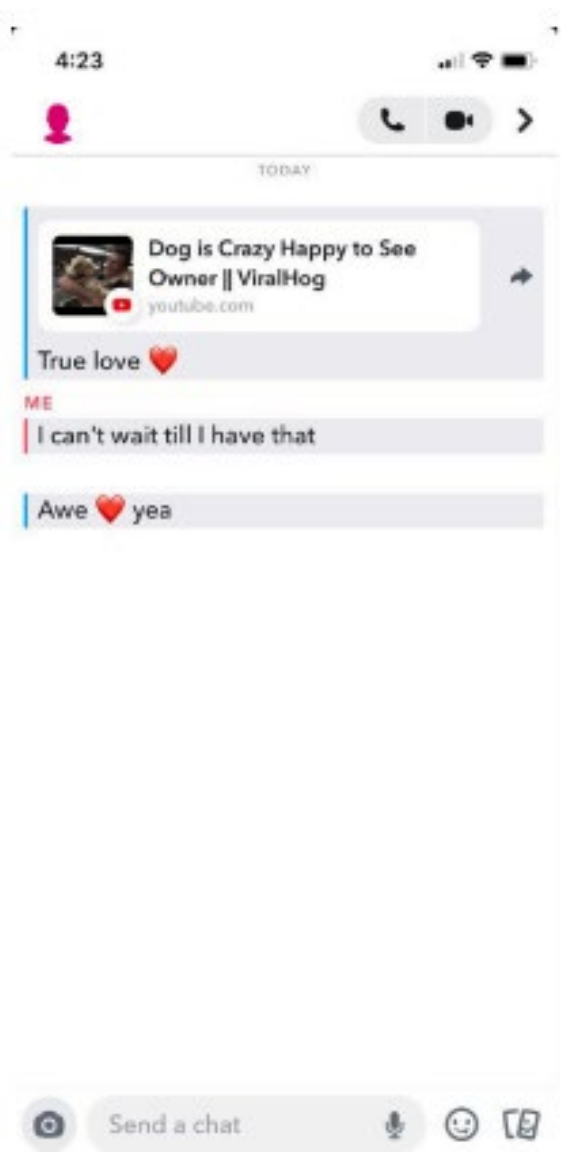 4:23
TODAY
Dog is Crazy Happy to See
Owner || ViralHog
youtube.com
True love ❤️
ME
I can't wait till I have that
Awe ❤️ yea
Send a chat